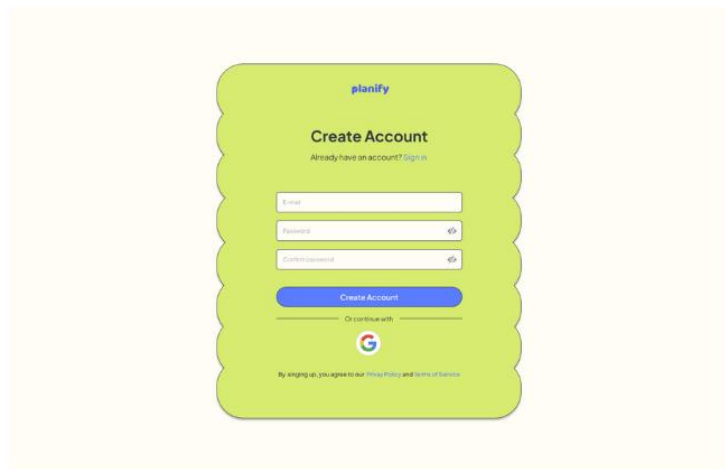 planify
Create Account
Already have an account? Sign in
E-mail
Password
Confirm password
Create Account
Or continue with
By singing up, you agree to our Privay Policy and Terms of Service